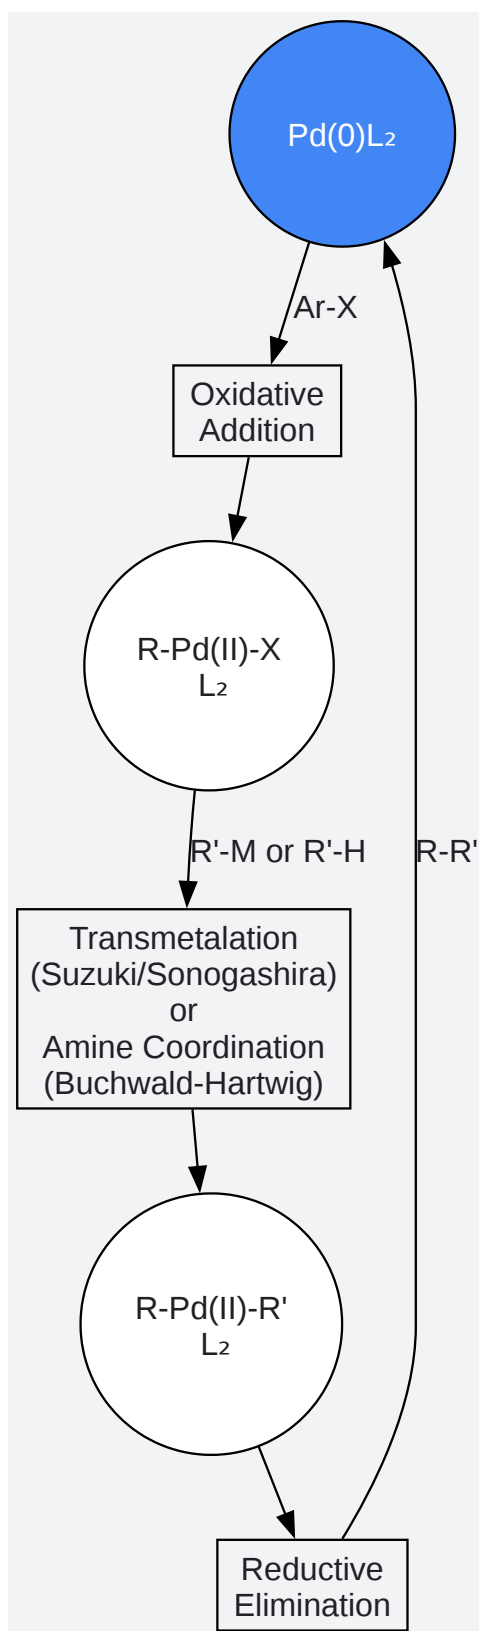 Pd(0)L₂
Ar-X
Oxidative
Addition
R-Pd(II)-X
L₂
R'-M or R'-H
R-R'
Transmetalation
(Suzuki/Sonogashira)
or
Amine Coordination
(Buchwald-Hartwig)
R-Pd(II)-R'
L₂
Reductive
Elimination